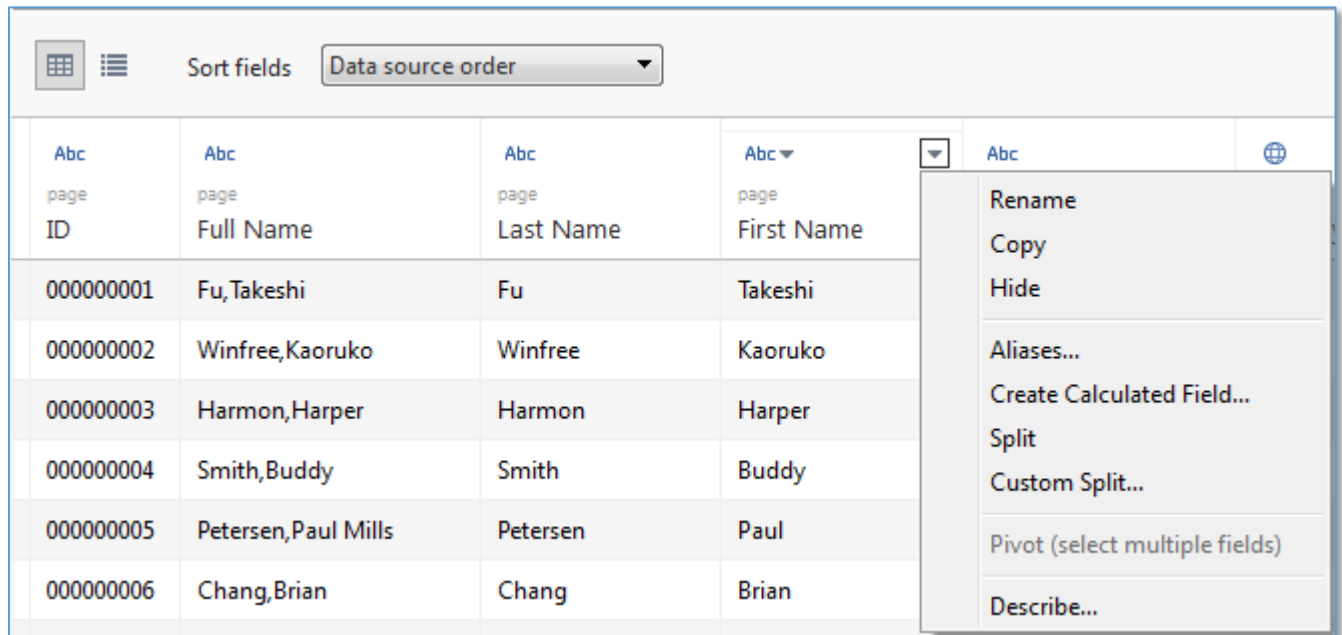 Sort fields Data source order
Abc Abc Abc Abc Abc
page page page page
ID Full Name Last Name First Name
000000001 Fu,Takeshi Fu Takeshi
000000002 Winfree,Kaoruko Winfree Kaoruko
000000003 Harmon,Harper Harmon Harper
000000004 Smith,Buddy Smith Buddy
000000005 Petersen,Paul Mills Petersen Paul
000000006 Chang,Brian Chang Brian
Rename
Copy
Hide
Aliases...
Create Calculated Field...
Split
Custom Split...
Pivot (select multiple fields)
Describe...